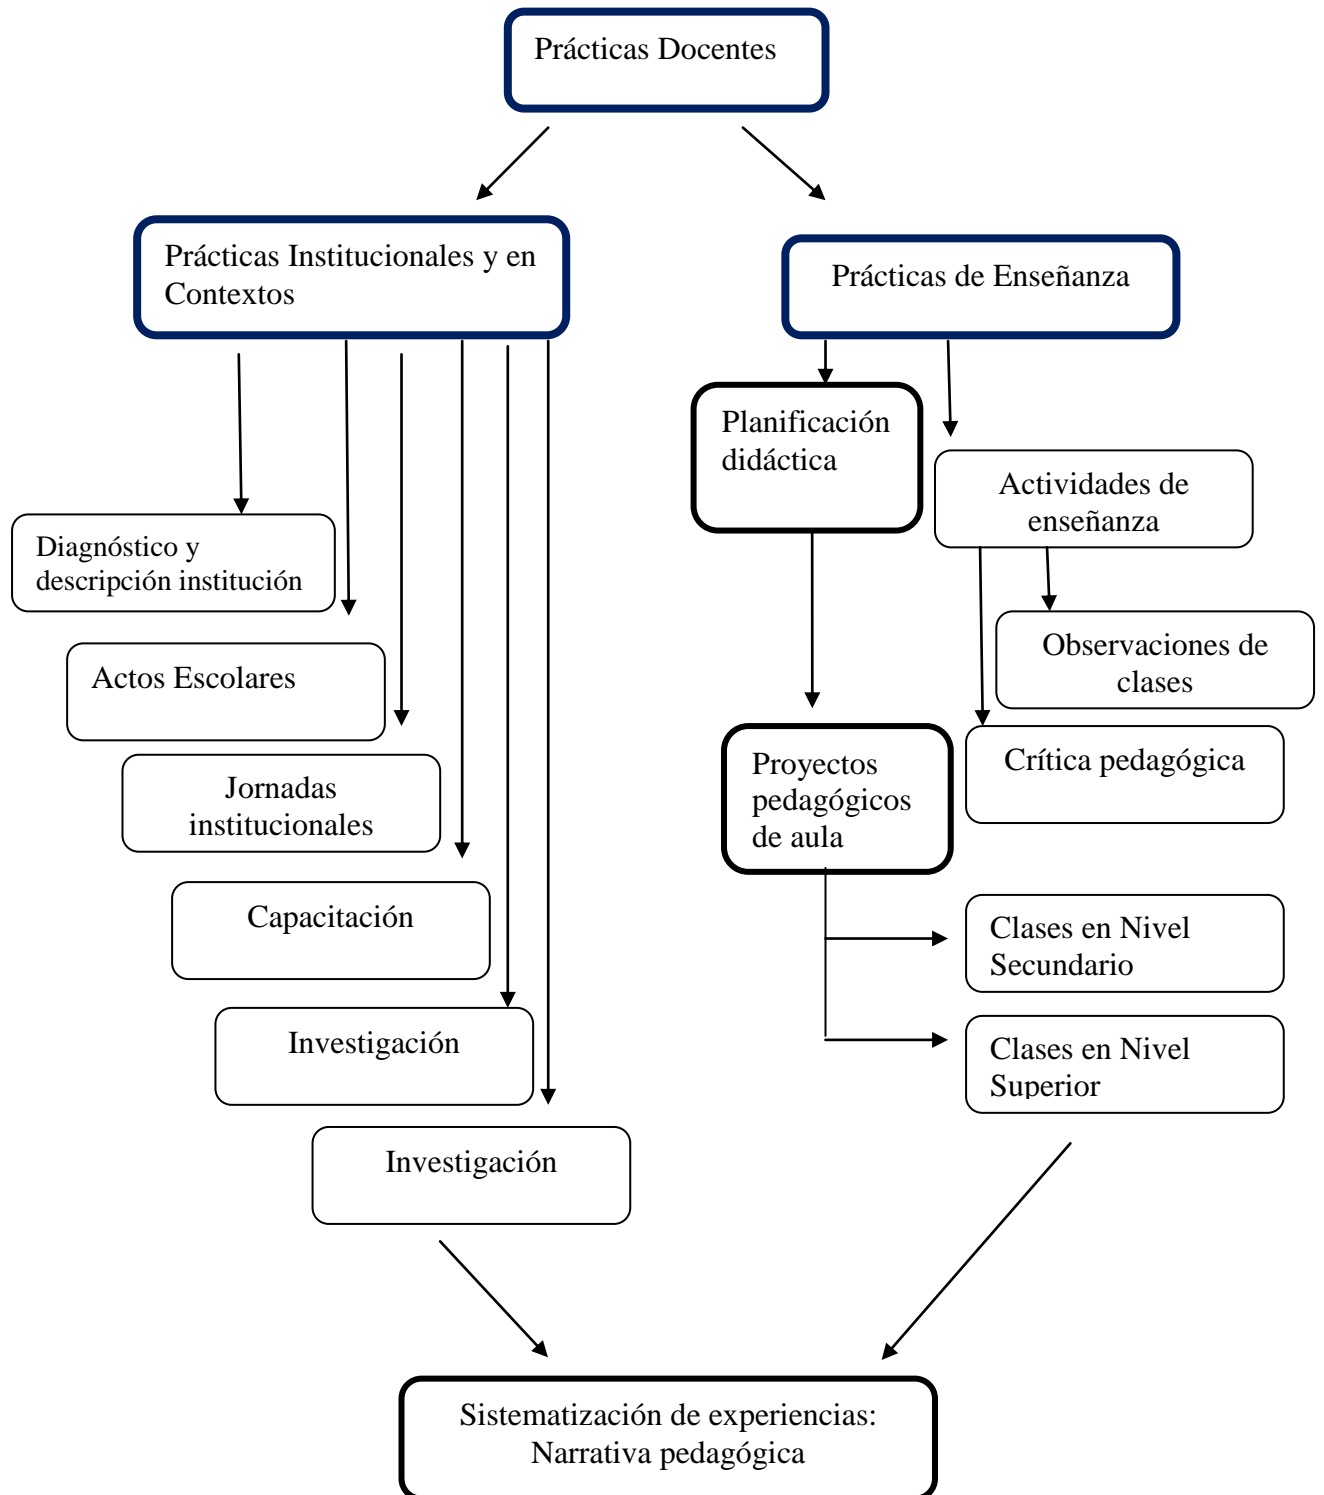 Prácticas Docentes
Prácticas Institucionales y en
Contextos
Prácticas de Enseñanza
Planificación
didáctica
Actividades de
enseñanza
Diagnóstico y
descripción institución
Observaciones de
clases
Actos Escolares
Crítica pedagógica
Proyectos
pedagógicos
de aula
Jornadas
institucionales
Capacitación
Clases en Nivel
Secundario
Investigación
Clases en Nivel
Superior
Investigación
Sistematización de experiencias:
Narrativa pedagógica